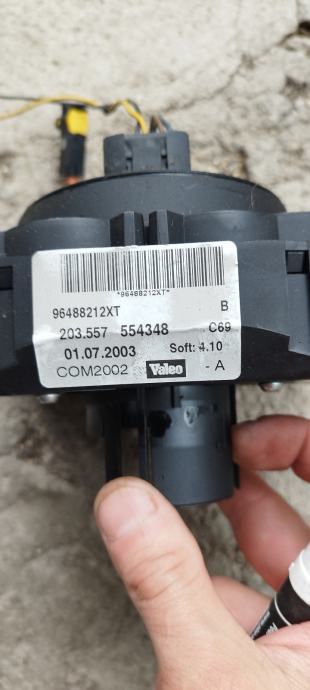 *96488212XT*
96488212XT B
203.557 554348 C69
01.07.2003 Soft: 4.10
COM2002 Valeo - A